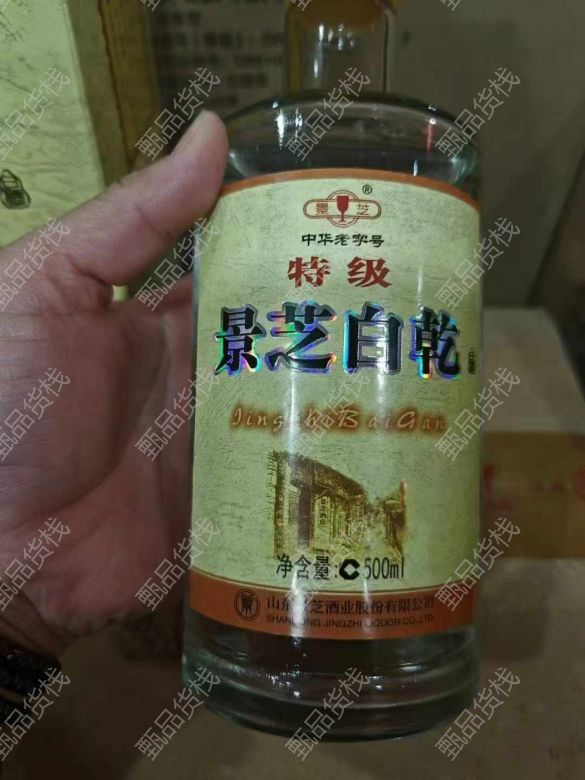 景 芝 ®
中华老字号
特级
景芝白乾
JingzhiBaiGan
净含量:C500ml
山东景芝酒业股份有限公司
SHANDONG JINGZHI LIQUOR CO.,LTD.
甄品货栈